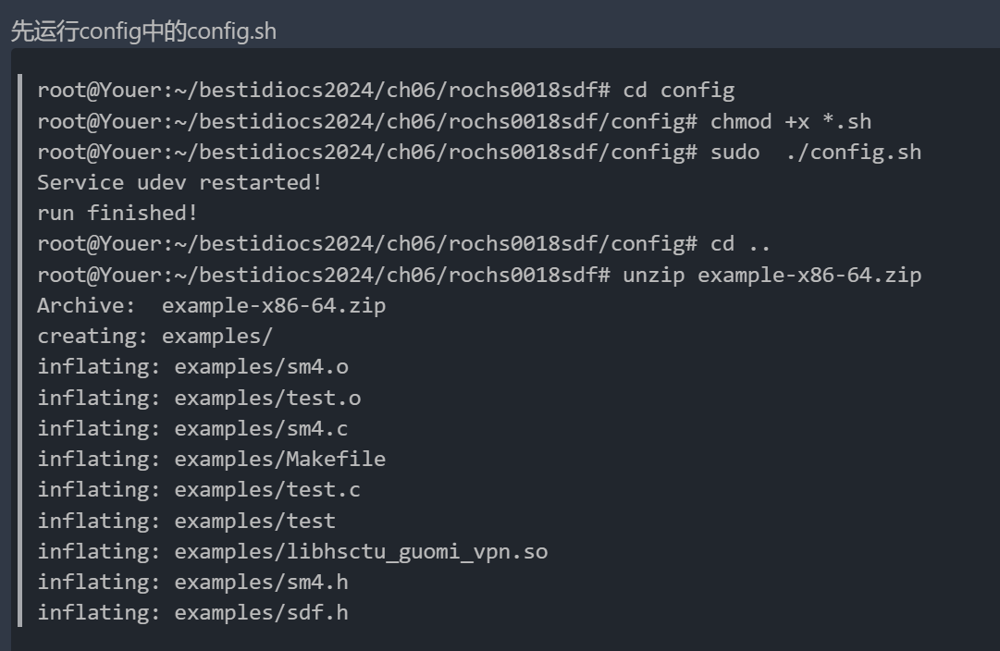 先运行config中的config.sh
root@Youer:~/bestidiocs2024/ch06/rochs0018sdf# cd config
root@Youer:~/bestidiocs2024/ch06/rochs0018sdf/config# chmod +x *.sh
root@Youer:~/bestidiocs2024/ch06/rochs0018sdf/config# sudo  ./config.sh
Service udev restarted!
run finished!
root@Youer:~/bestidiocs2024/ch06/rochs0018sdf/config# cd ..
root@Youer:~/bestidiocs2024/ch06/rochs0018sdf# unzip example-x86-64.zip
Archive:  example-x86-64.zip
creating: examples/
inflating: examples/sm4.o
inflating: examples/test.o
inflating: examples/sm4.c
inflating: examples/Makefile
inflating: examples/test.c
inflating: examples/test
inflating: examples/libhsctu_guomi_vpn.so
inflating: examples/sm4.h
inflating: examples/sdf.h